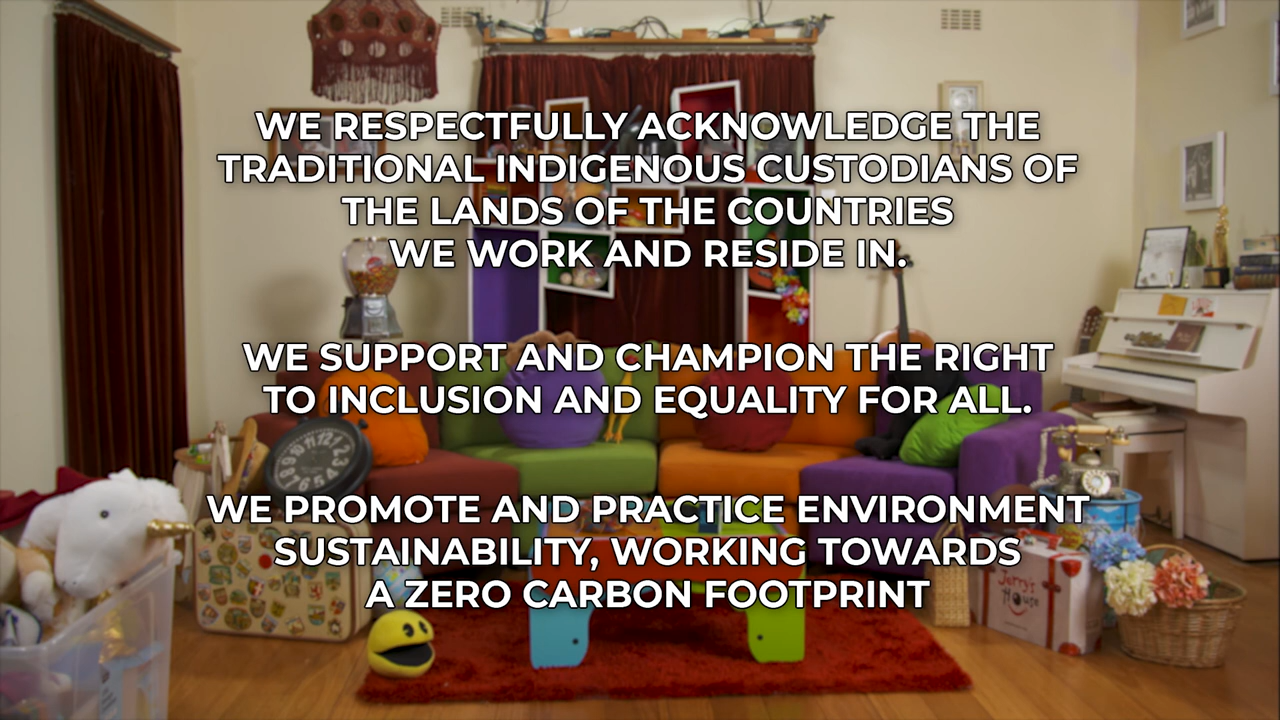 WE RESPECTFULLY ACKNOWLEDGE THE
TRADITIONAL INDIGENOUS CUSTODIANS OF
THE LANDS OF THE COUNTRIES
WE WORK AND RESIDE IN.
WE SUPPORT AND CHAMPION THE RIGHT
TO INCLUSION AND EQUALITY FOR ALL.
WE PROMOTE AND PRACTICE ENVIRONMENT
SUSTAINABILITY, WORKING TOWARDS
A ZERO CARBON FOOTPRINT
Jerry's
House